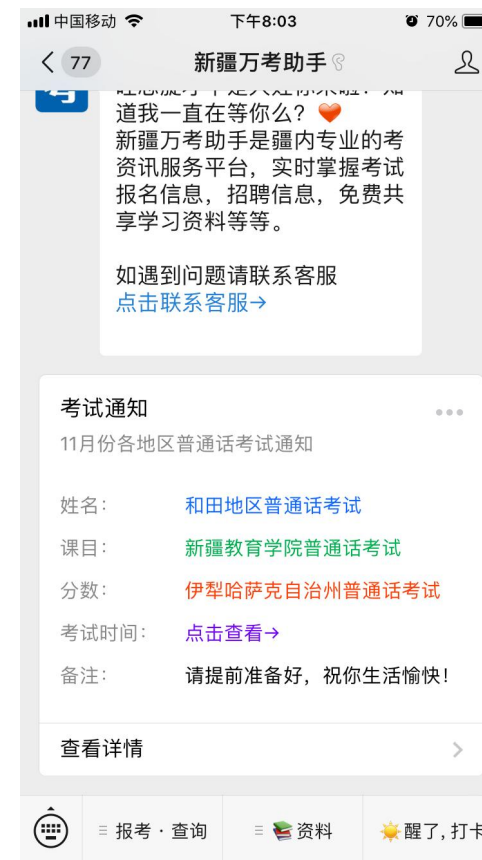 中国移动
下午8:03
70%
77
新疆万考助手
道我一直在等你么？❤
新疆万考助手是疆内专业的考
资讯服务平台，实时掌握考试
报名信息，招聘信息，免费共
享学习资料等等。
如遇到问题请联系客服
点击联系客服→
考试通知
11月份各地区普通话考试通知
姓名： 和田地区普通话考试
课目： 新疆教育学院普通话考试
分数： 伊犁哈萨克自治州普通话考试
考试时间： 点击查看→
备注： 请提前准备好，祝你生活愉快！
查看详情
报考·查询
📚资料
☀️醒了,打卡